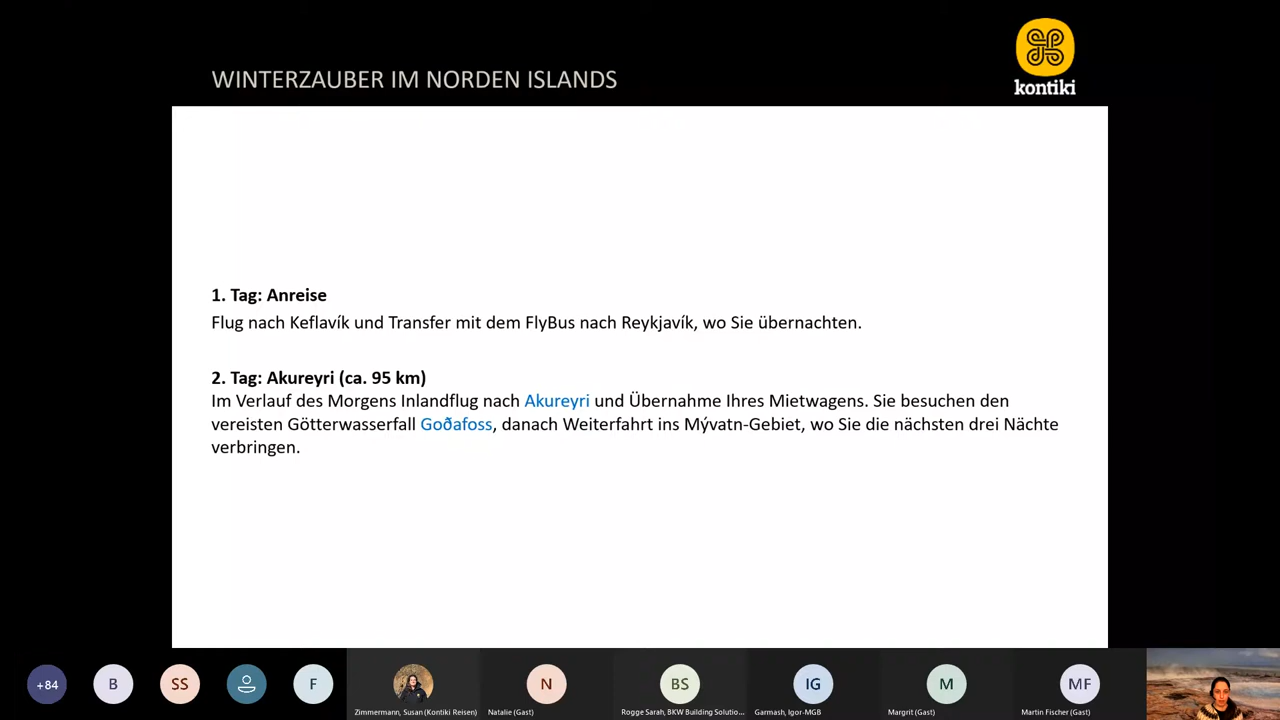 WINTERZAUBER IM NORDEN ISLANDS
kontiki
1. Tag: Anreise
Flug nach Keflavík und Transfer mit dem FlyBus nach Reykjavík, wo Sie übernachten.
2. Tag: Akureyri (ca. 95 km)
Im Verlauf des Morgens Inlandflug nach Akureyri und Übernahme Ihres Mietwagens. Sie besuchen den
vereisten Götterwasserfall Goðafoss, danach Weiterfahrt ins Mývatn-Gebiet, wo Sie die nächsten drei Nächte
verbringen.
+84
B
SS
F
N
BS
IG
M
MF
Zimmermann, Susan (Kontiki Reisen)
Natalie (Gast)
Rogge Sarah, BKW Building Solutio...
Garmash, Igor-MGB
Margrit (Gast)
Martin Fischer (Gast)